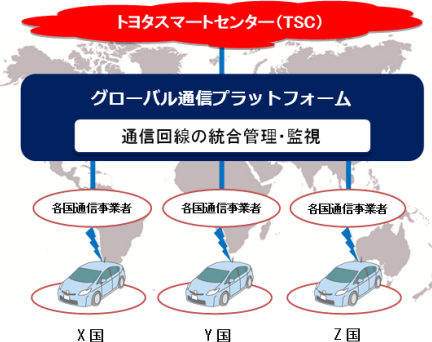 トヨタスマートセンター(TSC)
グローバル通信プラットフォーム
通信回線の統合管理・監視
各国通信事業者 各国通信事業者 各国通信事業者
X国 Y国 Z国